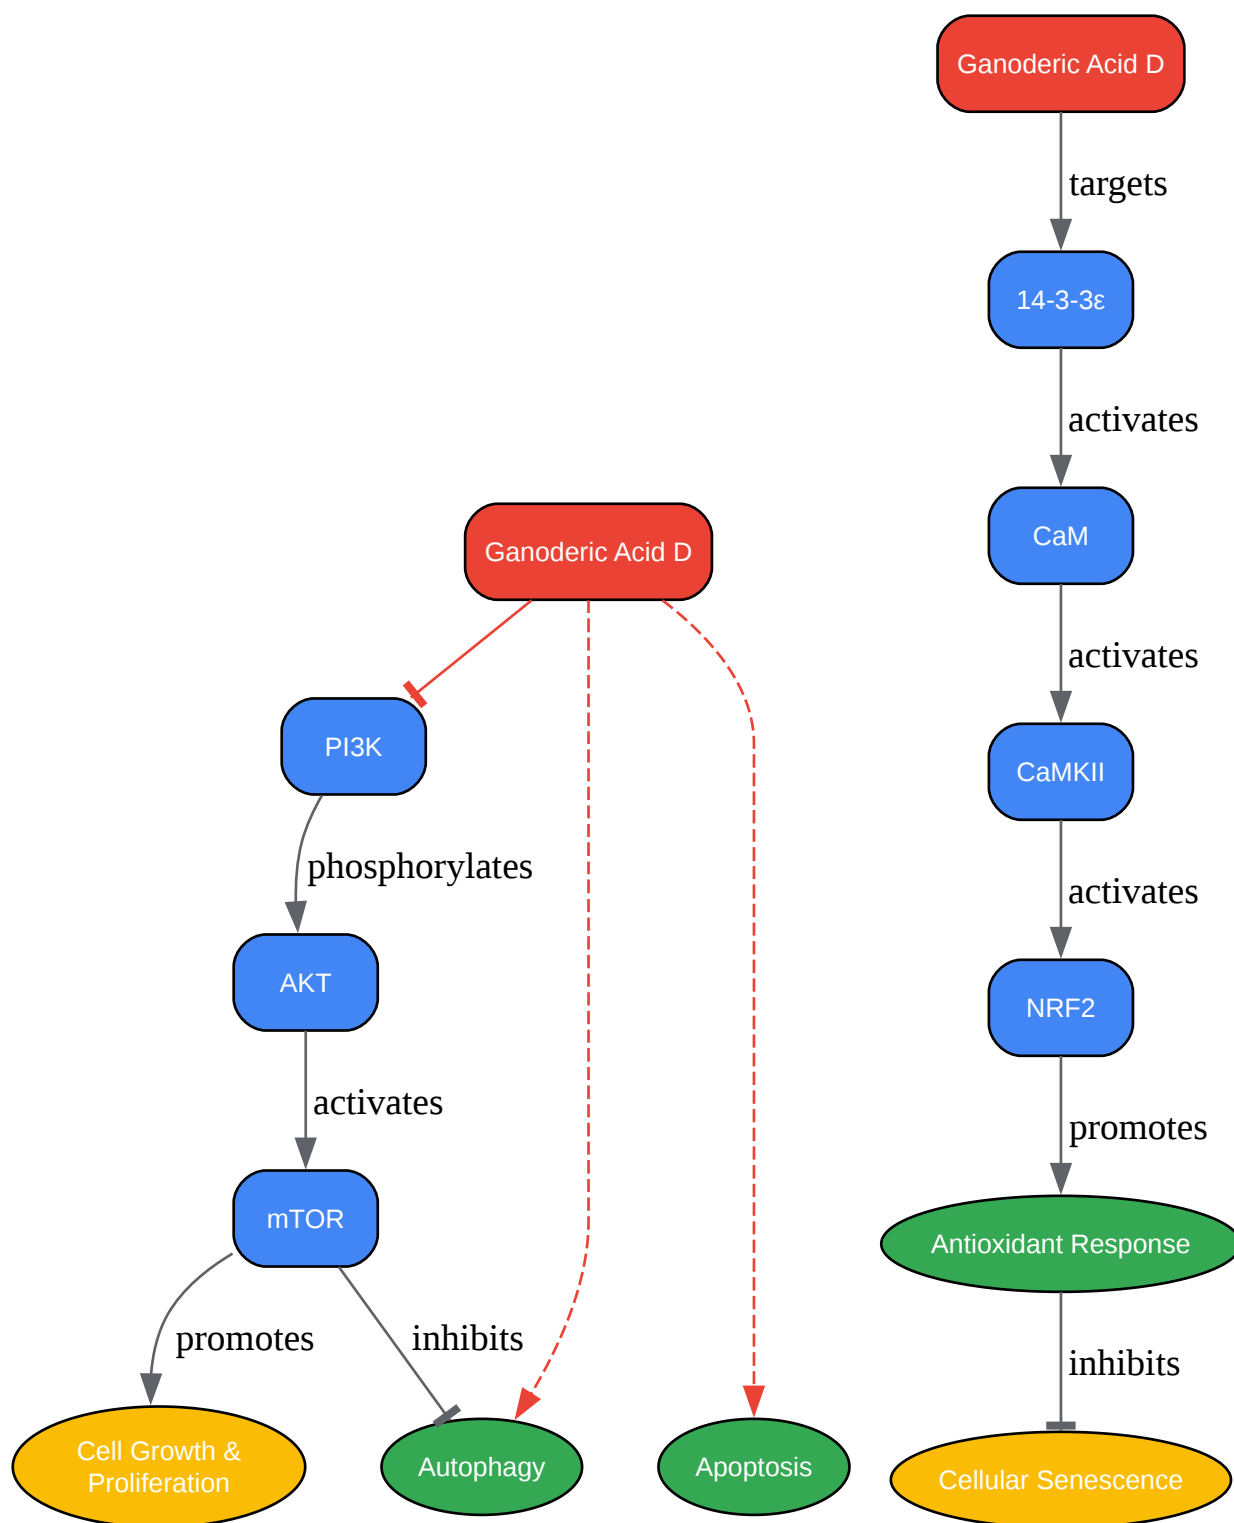 Ganoderic Acid D
targets
14-3-3ε
activates
CaM
activates
CaMKII
activates
NRF2
promotes
Antioxidant Response
inhibits
Cellular Senescence
Ganoderic Acid D
PI3K
phosphorylates
AKT
activates
mTOR
promotes
inhibits
Cell Growth &
Proliferation
Autophagy
Apoptosis